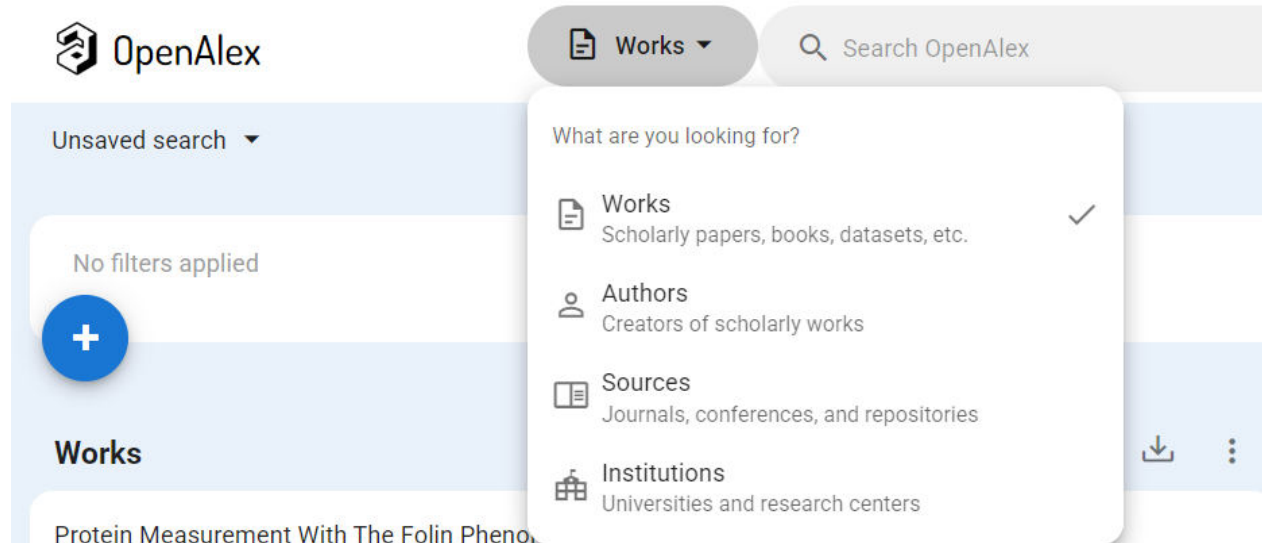 OpenAlex
Works
Search OpenAlex
Unsaved search
What are you looking for?
Works
Scholarly papers, books, datasets, etc.
No filters applied
Authors
Creators of scholarly works
Sources
Journals, conferences, and repositories
Works
Institutions
Universities and research centers
Protein Measurement With The Folin